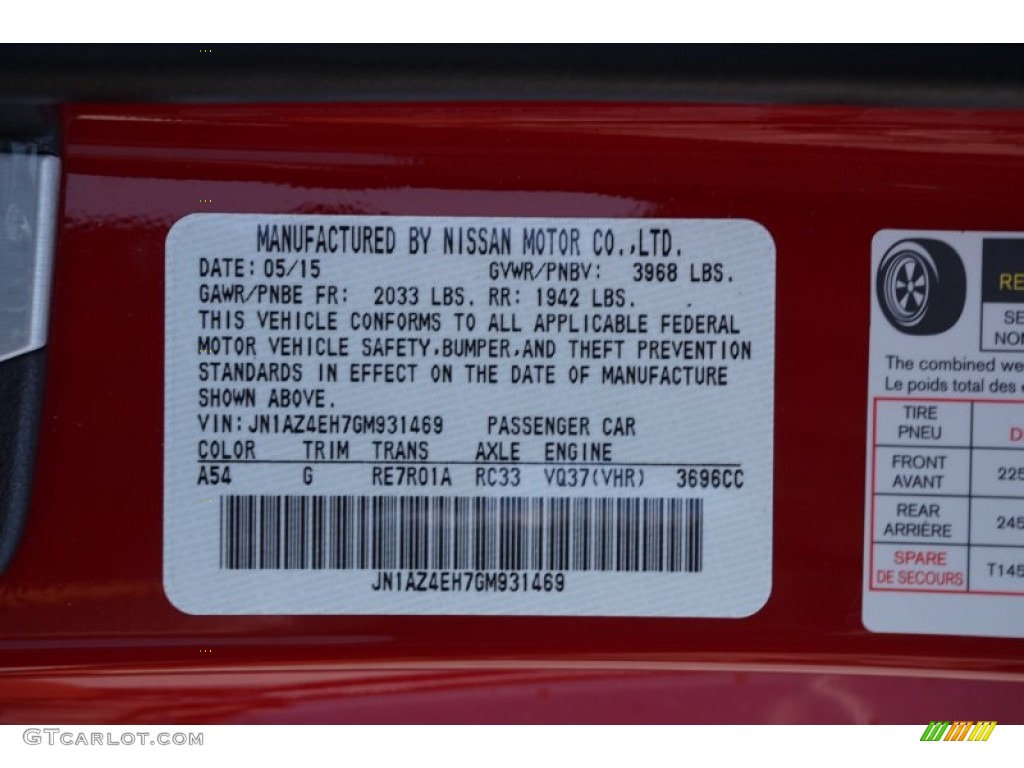 MANUFACTURED BY NISSAN MOTOR CO.,LTD.
DATE: 05/15 GVWR/PNBV: 3968 LBS.
GAWR/PNBE FR: 2033 LBS. RR: 1942 LBS.
THIS VEHICLE CONFORMS TO ALL APPLICABLE FEDERAL
MOTOR VEHICLE SAFETY,BUMPER,AND THEFT PREVENTION
STANDARDS IN EFFECT ON THE DATE OF MANUFACTURE
SHOWN ABOVE.
VIN: JN1AZ4EH7GM931469 PASSENGER CAR
COLOR TRIM TRANS AXLE ENGINE
A54 G RE7R01A RC33 VQ37(VHR) 3696CC
JN1AZ4EH7GM931469
The combined
Le poids total des
TIRE
PNEU
FRONT
AVANT
225
REAR
ARRIÈRE
245
SPARE
DE SECOURS
T145
GTCARLOT.COM